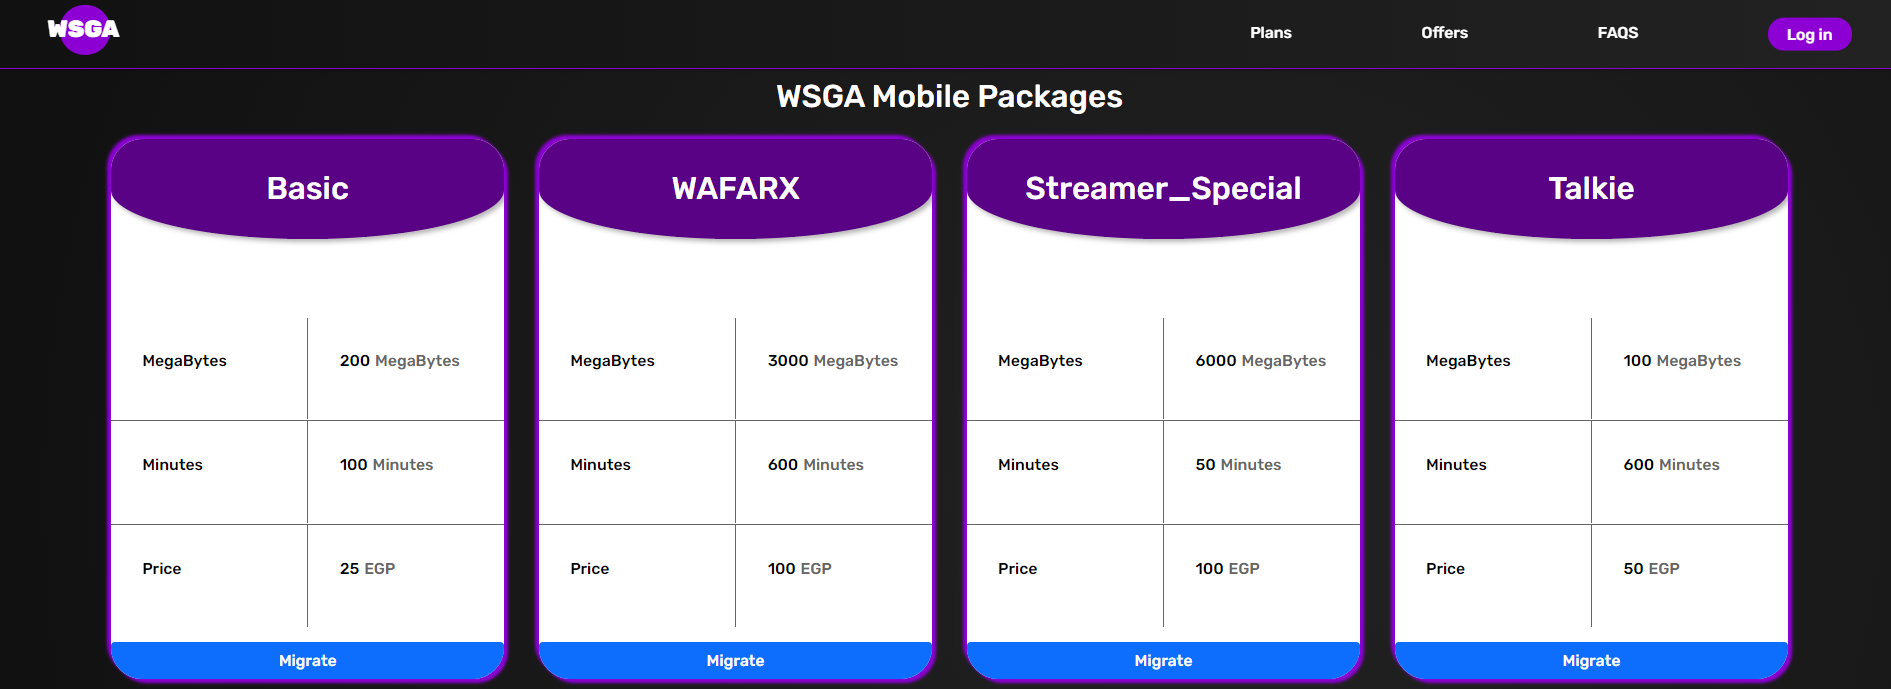 WSGA
Plans
Offers
FAQS
Log in
WSGA Mobile Packages
Basic
MegaBytes 200 MegaBytes
Minutes 100 Minutes
Price 25 EGP
Migrate
WAFARX
MegaBytes 3000 MegaBytes
Minutes 600 Minutes
Price 100 EGP
Migrate
Streamer_Special
MegaBytes 6000 MegaBytes
Minutes 50 Minutes
Price 100 EGP
Migrate
Talkie
MegaBytes 100 MegaBytes
Minutes 600 Minutes
Price 50 EGP
Migrate